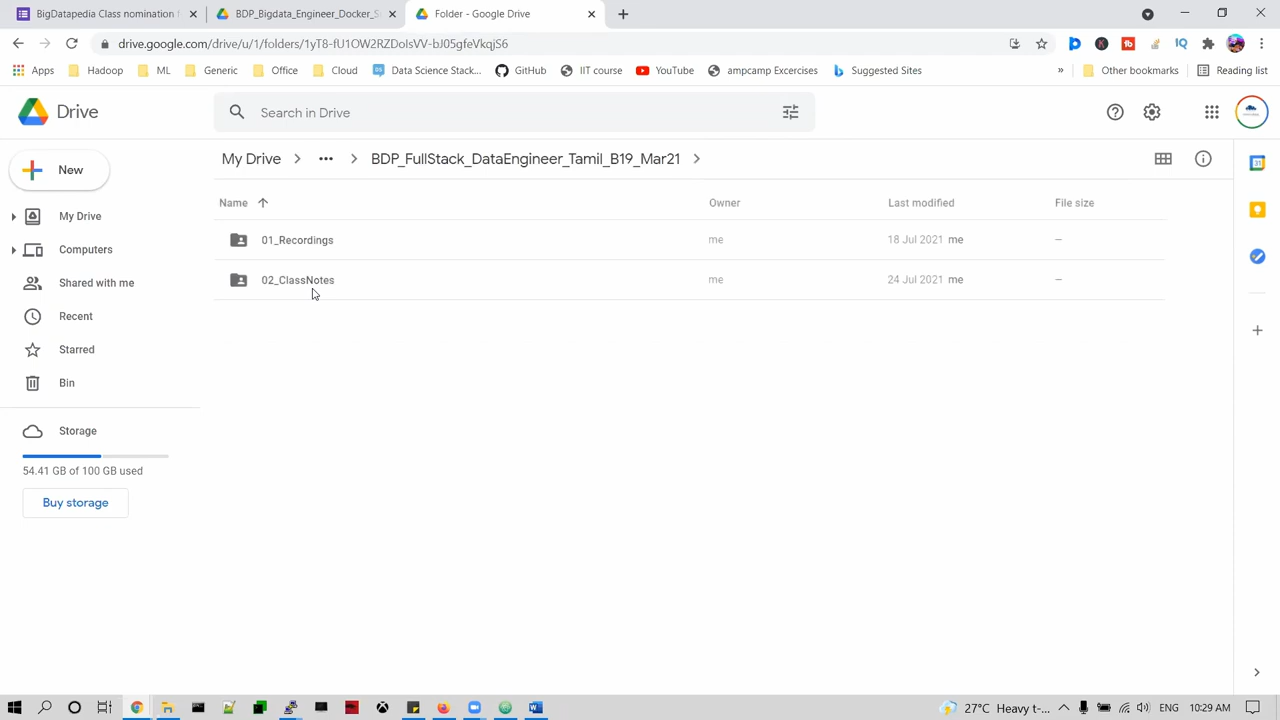 BigDatapedia Class nomination f
BDP_Bigdata_Engineer_Docker_S
Folder - Google Drive
drive.google.com/drive/u/1/folders/1yT8-fU1OW2RZDoIsVV-bJ05gfeVkqjS6
Apps
Hadoop
ML
Generic
Office
Cloud
Data Science Stack...
GitHub
IIT course
YouTube
ampcamp Excercises
Suggested Sites
»
Other bookmarks
Reading list
Drive
Search in Drive
New
My Drive
...
BDP_FullStack_DataEngineer_Tamil_B19_Mar21
Name
Owner
Last modified
File size
01_Recordings
me
18 Jul 2021 me
–
02_ClassNotes
me
24 Jul 2021 me
–
My Drive
Computers
Shared with me
Recent
Starred
Bin
Storage
54.41 GB of 100 GB used
Buy storage
27°C Heavy t-...
10:29 AM